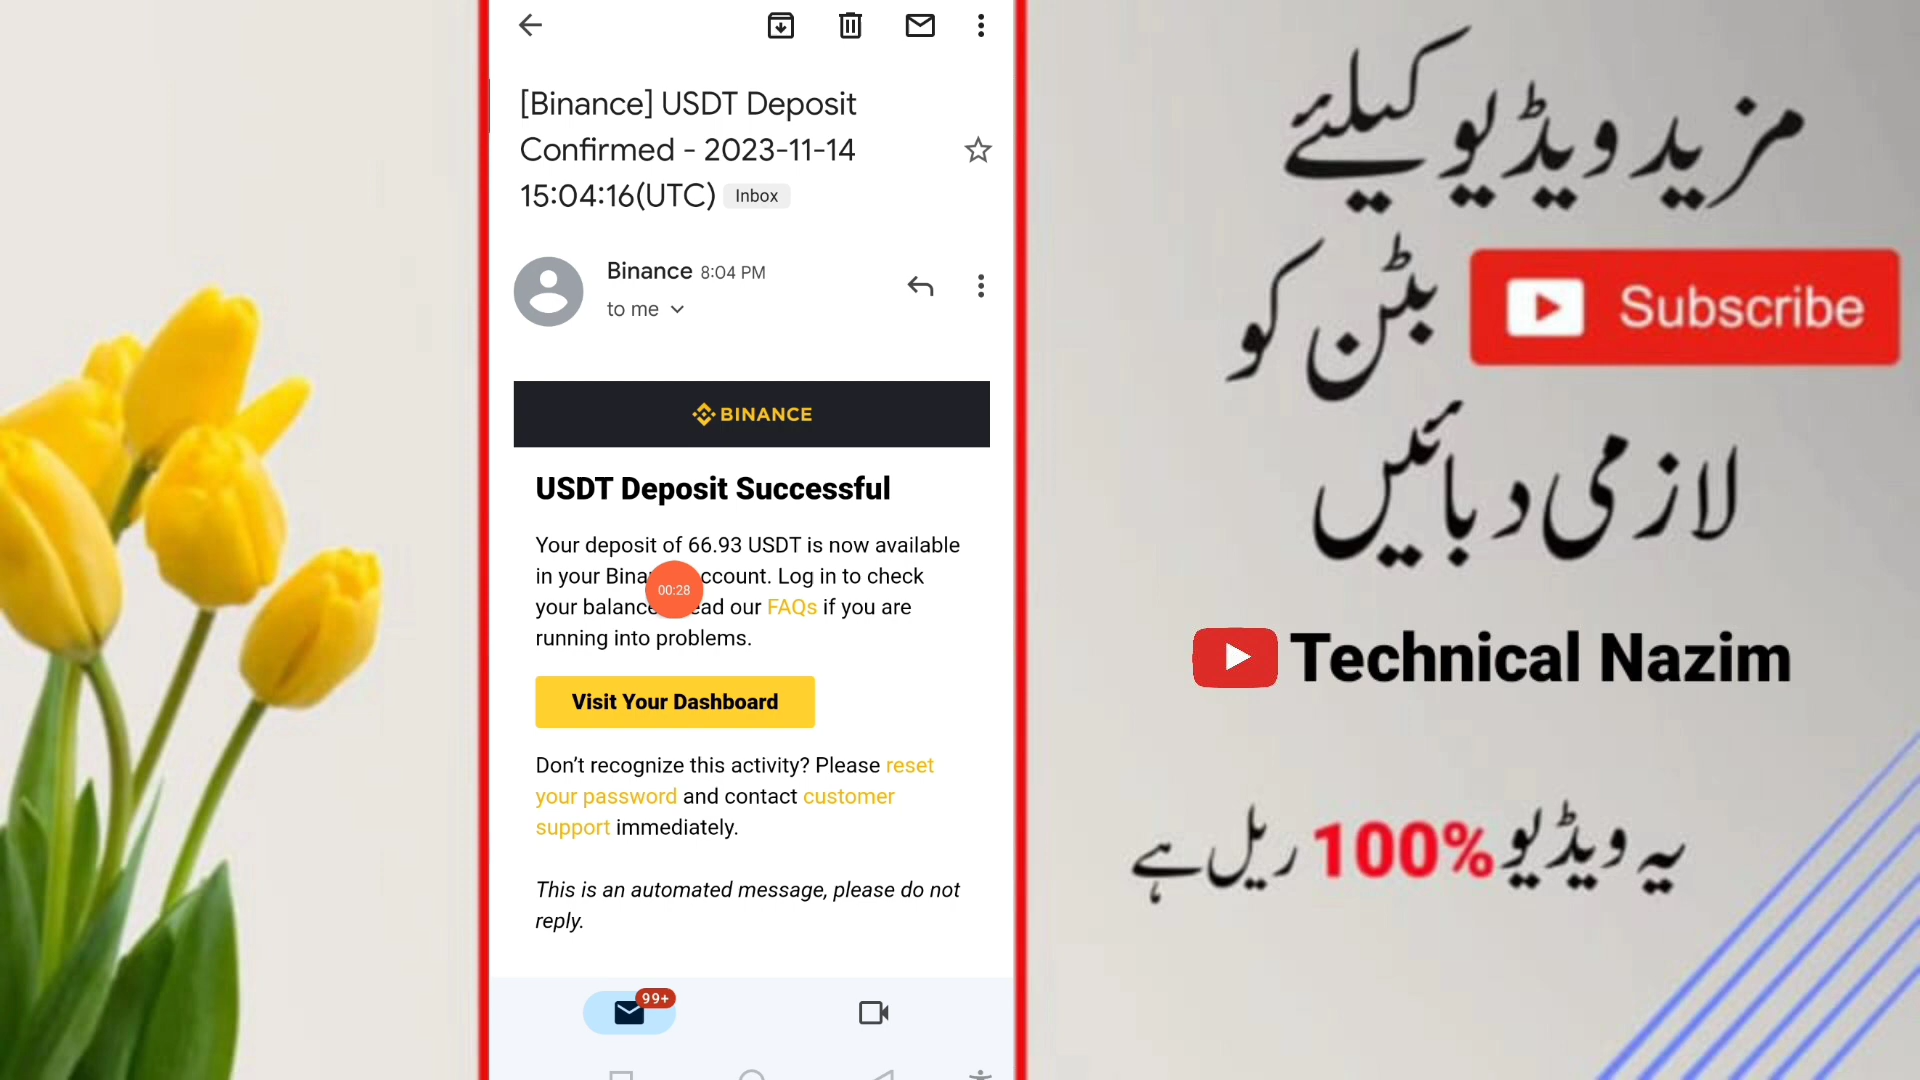 [Binance] USDT Deposit
Confirmed - 2023-11-14
15:04:16(UTC) Inbox
Binance 8:04 PM
to me
BINANCE
USDT Deposit Successful
Your deposit of 66.93 USDT is now available
in your Bina ccount. Log in to check
your balance ead our FAQs if you are
running into problems.
00:28
Visit Your Dashboard
Don’t recognize this activity? Please reset
your password and contact customer
support immediately.
This is an automated message, please do not
reply.
99+
مزید ویڈیو کیلئے
Subscribe بٹن کو
لازمی دبائیں
Technical Nazim
یہ ویڈیو 100% ریل ہے